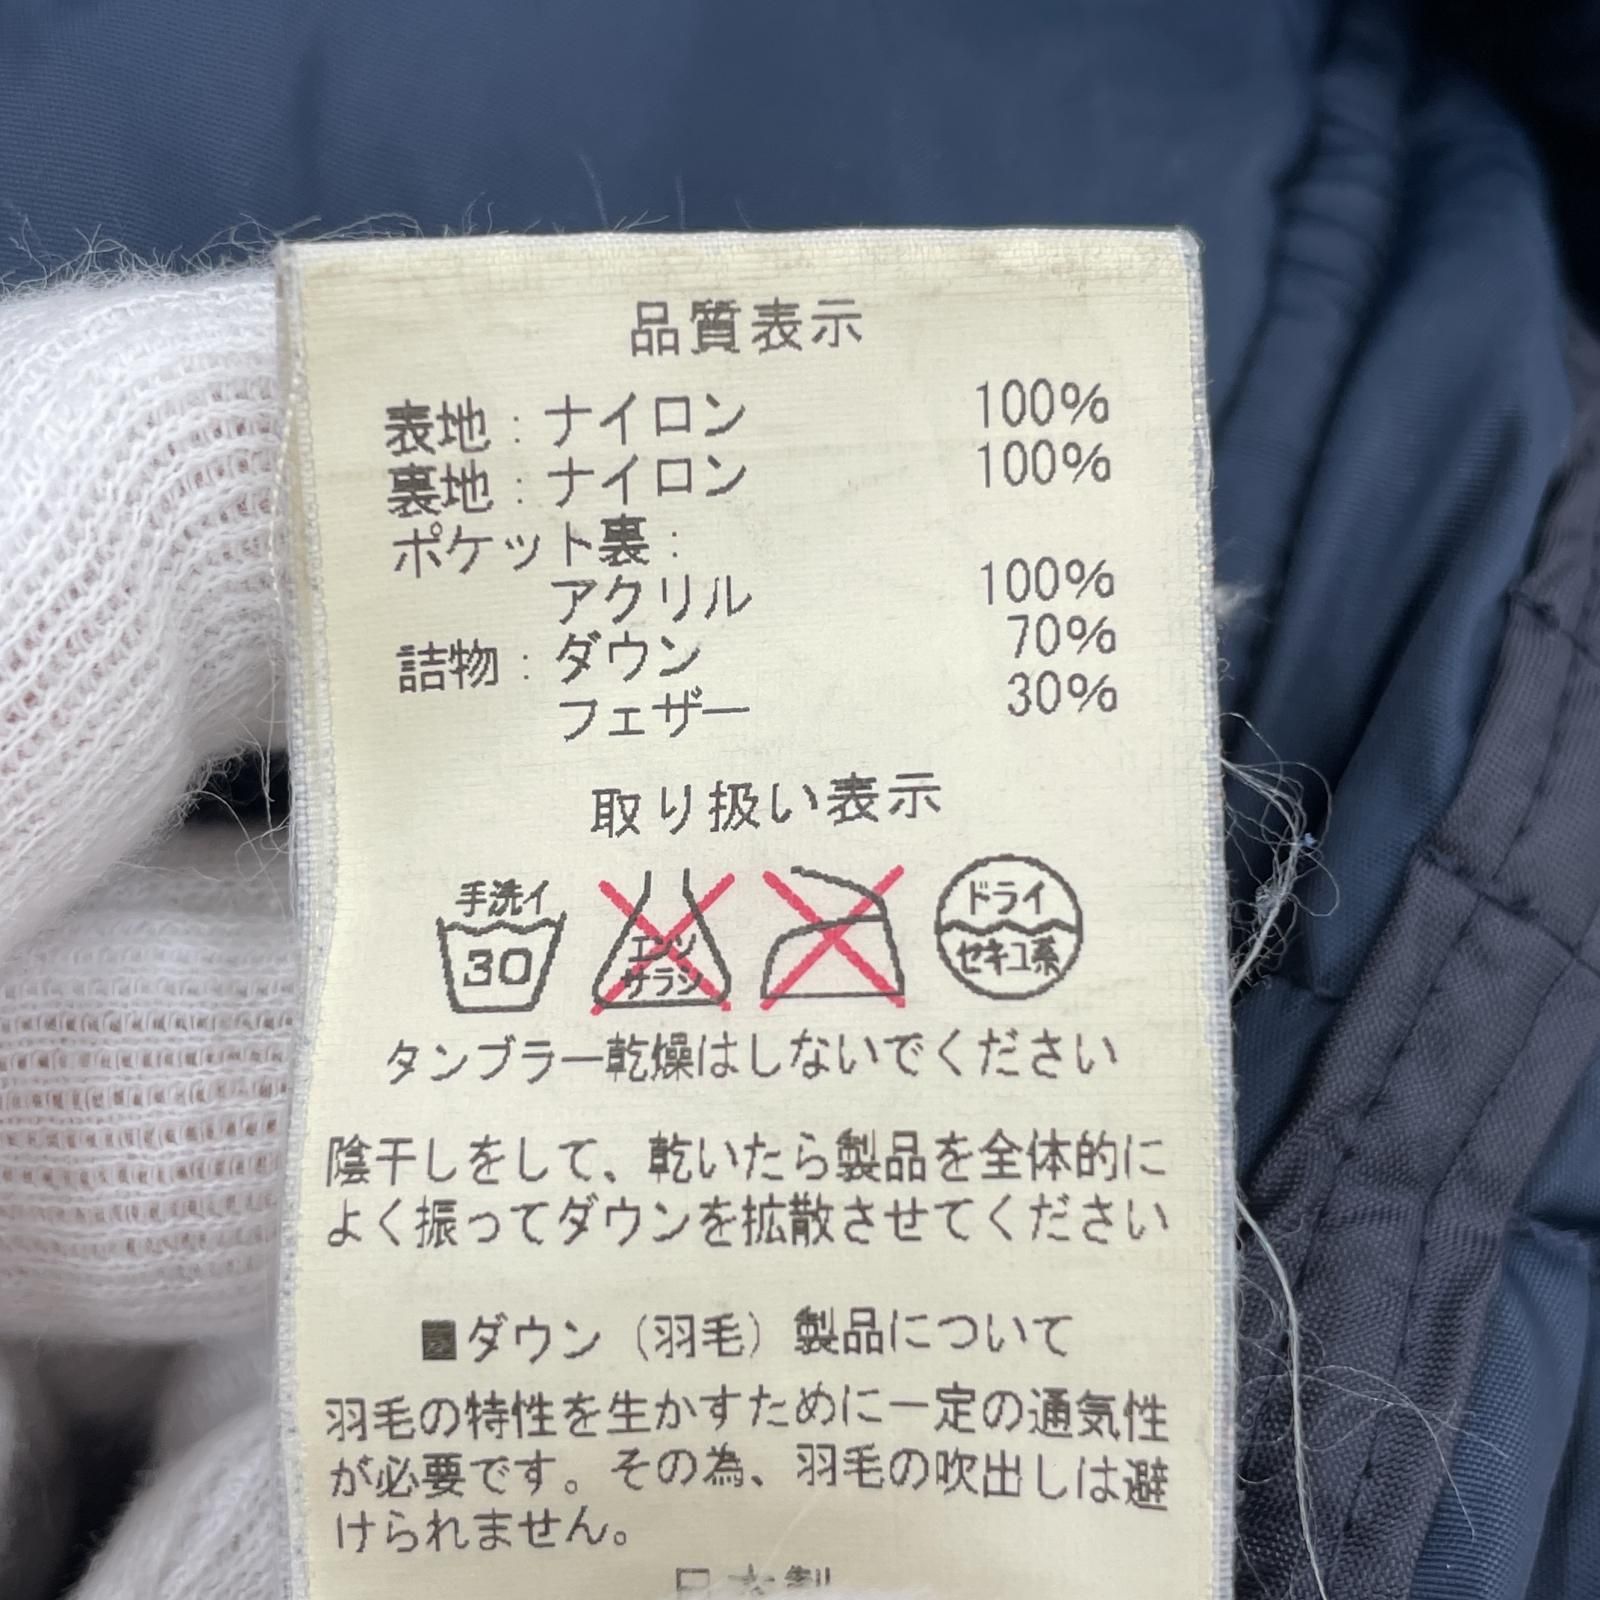 品質表示
表地：ナイロン 100%
裏地：ナイロン 100%
ポケット裏：
アクリル 100%
詰物：ダウン 70%
フェザー 30%
取り扱い表示
手洗イ
30
エンソ
サラシ
ドライ
セキユ系
タンブラー乾燥はしないでください
陰干しをして、乾いたら製品を全体的に
よく振ってダウンを拡散させてください
■ダウン（羽毛）製品について
羽毛の特性を生かすために一定の通気性
が必要です。その為、羽毛の吹出しは避
けられません。
日本製